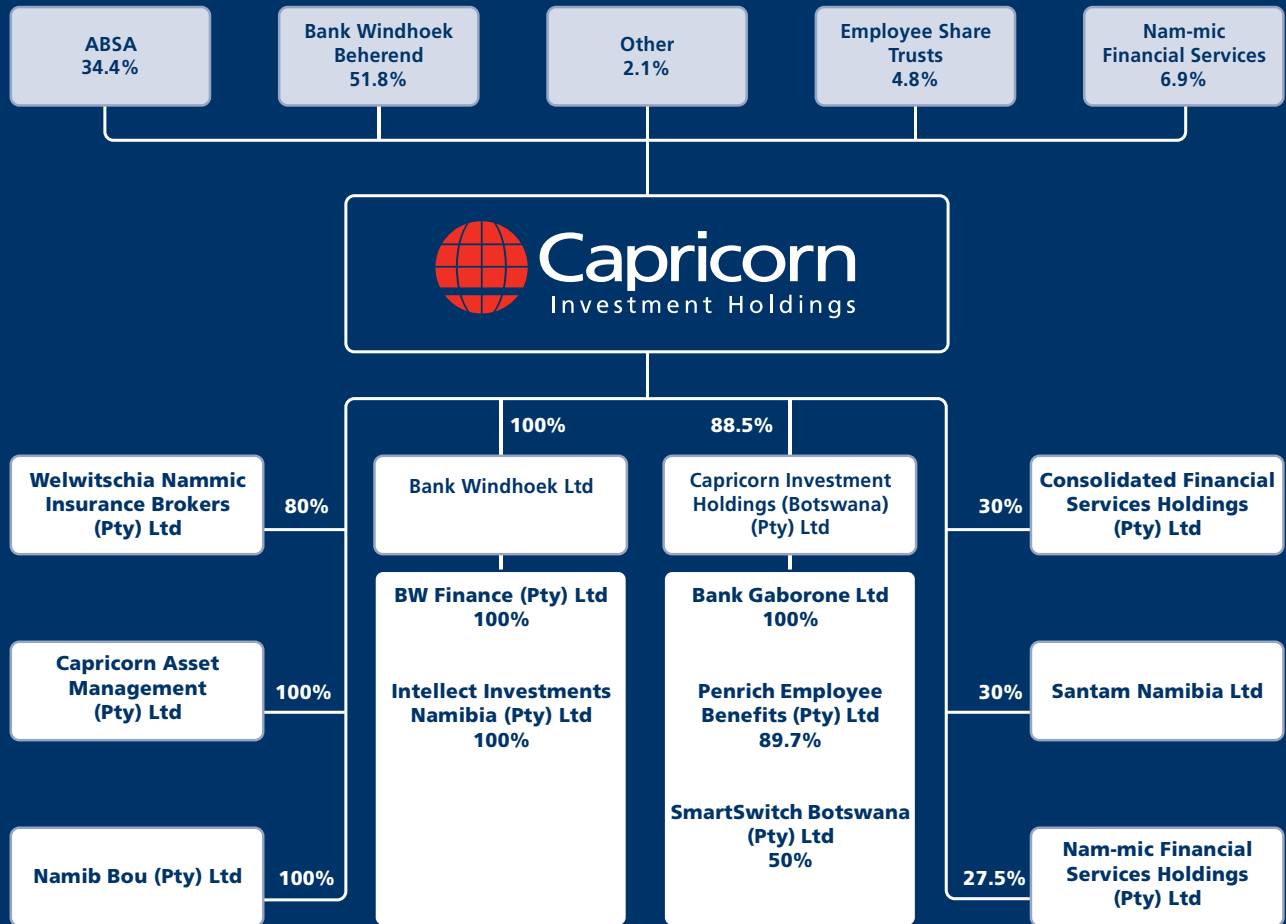 ABSA
34.4%
Bank Windhoek
Beherend
51.8%
Other
2.1%
Employee Share
Trusts
4.8%
Nam-mic
Financial Services
6.9%
Capricorn
Investment Holdings
100%
88.5%
Welwitschia Nammic
Insurance Brokers
(Pty) Ltd
80%
Bank Windhoek Ltd
Capricorn Investment
Holdings (Botswana)
(Pty) Ltd
30%
Consolidated Financial
Services Holdings
(Pty) Ltd
BW Finance (Pty) Ltd
100%
Intellect Investments
Namibia (Pty) Ltd
100%
Bank Gaborone Ltd
100%
Penrich Employee
Benefits (Pty) Ltd
89.7%
SmartSwitch Botswana
(Pty) Ltd
50%
Capricorn Asset
Management
(Pty) Ltd
100%
30%
Santam Namibia Ltd
Namib Bou (Pty) Ltd
100%
27.5%
Nam-mic Financial
Services Holdings
(Pty) Ltd